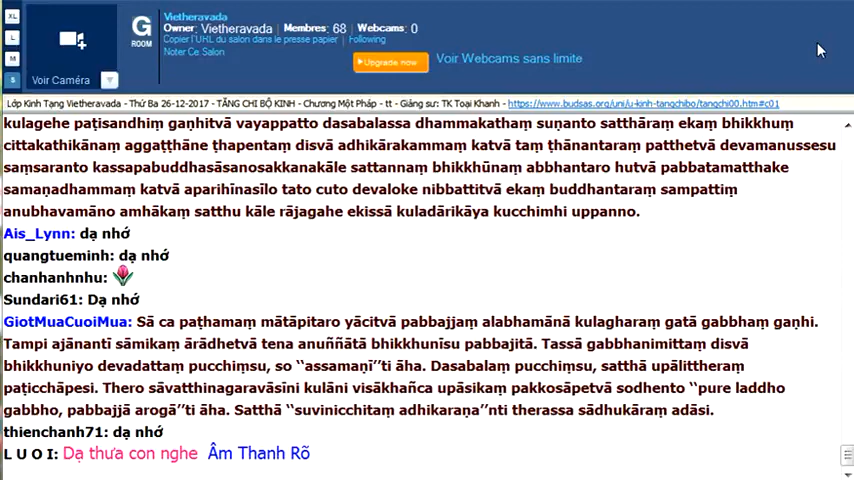 XL
L
M
S
Voir Caméra
G
ROOM
Vietheravada
Owner: Vietheravada Membres: 68 Webcams: 0
Copier l'URL du salon dans le presse papier | Following
Noter Ce Salon
Upgrade now
Voir Webcams sans limite
Lớp Kinh Tạng Vietheravada - Thứ Ba 26-12-2017 - TĂNG CHI BỘ KINH - Chương Một Pháp - tt - Giảng sư: TK Toại Khanh - https://www.budsas.org/uni/u-kinh-tangchibo/tangchi00.htm#c01
kulagehe paṭisandhiṃ gaṇhitvā vayappatto dasabalassa dhammakathaṃ suṇanto satthāraṃ ekaṃ bhikkhuṃ
cittakathikānaṃ aggaṭṭhāne ṭhapentaṃ disvā adhikārakammaṃ katvā taṃ ṭhānantaraṃ patthetvā devamanussesu
saṃsaranto kassapabuddhasāsanosakkanakāle sattannaṃ bhikkhūnaṃ abbhantaro hutvā pabbatamatthake
samaṇadhammaṃ katvā aparihīnasīlo tato cuto devaloke nibbattitvā ekaṃ buddhantaraṃ sampattiṃ
anubhavamāno amhākaṃ satthu kāle rājagahe ekissā kuladārikāya kucchimhi uppanno.
Ais_Lynn: dạ nhớ
quangtueminh: dạ nhớ
chanhanhnhu:
Sundari61: Dạ nhớ
GiotMuaCuoiMua: Sā ca paṭhamaṃ mātāpitaro yācitvā pabbajjaṃ alabhamānā kulagharaṃ gatā gabbhaṃ gaṇhi.
Tampi ajānantī sāmikaṃ ārādhetvā tena anuññātā bhikkhunīsu pabbajitā. Tassā gabbhanimittaṃ disvā
bhikkhuniyo devadattaṃ pucchiṃsu, so “assamaṇī”ti āha. Dasabalaṃ pucchiṃsu, satthā upālittheraṃ
paṭicchāpesi. Thero sāvatthinagaravāsīni kulāni visākhañca upāsikaṃ pakkosāpetvā sodhento “pure laddho
gabbho, pabbajjā arogā”ti āha. Satthā “suvinicchitaṃ adhikaraṇa”nti therassa sādhukāraṃ adāsi.
thienchanh71: dạ nhớ
L U O I: Dạ thưa con nghe Âm Thanh Rõ